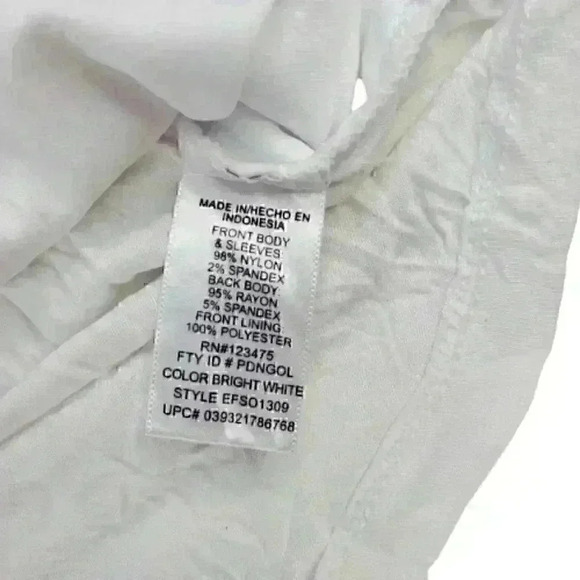 MADE IN/HECHO EN
INDONESIA
FRONT BODY
& SLEEVES
98% NYLON
2% SPANDEX
BACK BODY
95% RAYON
5% SPANDEX
FRONT LINING
100% POLYESTER
RN#123475
FTY ID # PDNGOL
COLOR BRIGHT WHITE
STYLE EFSO1309
UPC# 039321786768